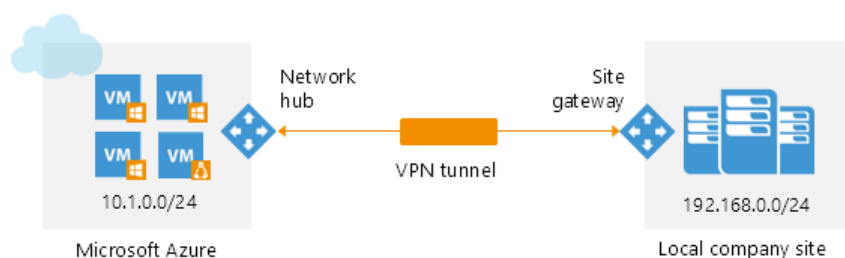 VM
VM
VM
VM
10.1.0.0/24
Microsoft Azure
Network
hub
VPN tunnel
Site
gateway
192.168.0.0/24
Local company site